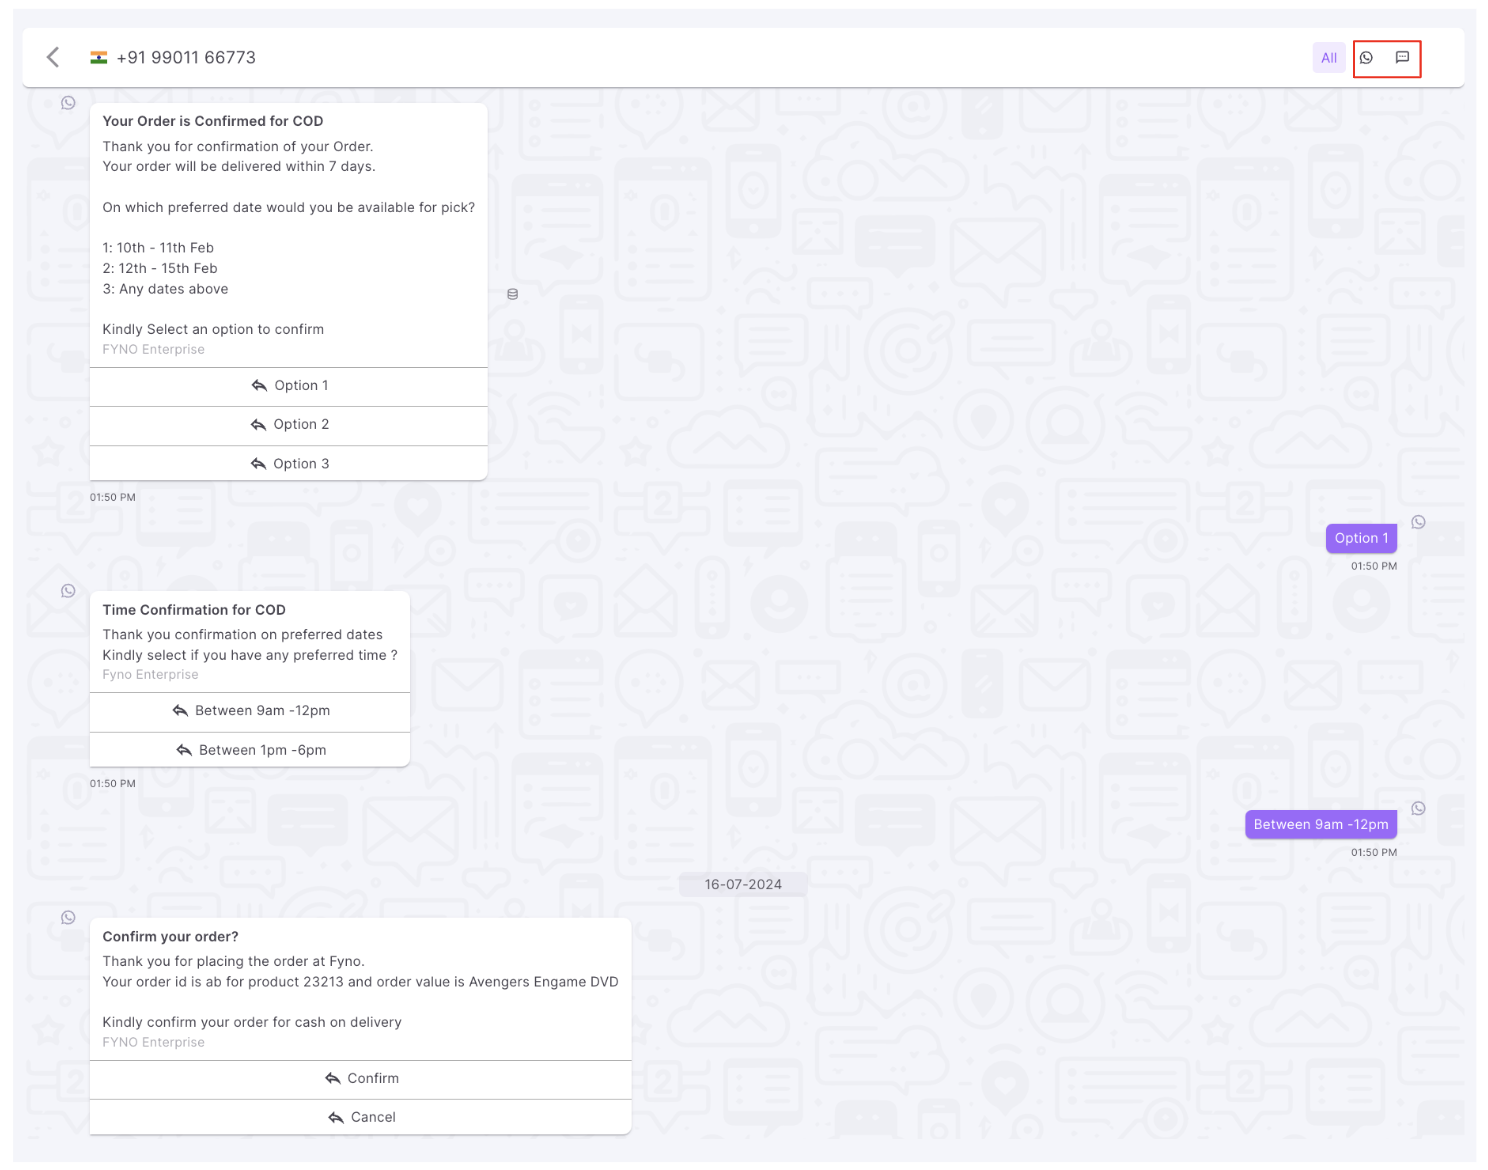 +91 99011 66773
All
Your Order is Confirmed for COD
Thank you for confirmation of your Order.
Your order will be delivered within 7 days.
On which preferred date would you be available for pick?
1: 10th - 11th Feb
2: 12th - 15th Feb
3: Any dates above
Kindly Select an option to confirm
FYNO Enterprise
Option 1
Option 2
Option 3
01:50 PM
Option 1
01:50 PM
Time Confirmation for COD
Thank you confirmation on preferred dates
Kindly select if you have any preferred time ?
Fyno Enterprise
Between 9am -12pm
Between 1pm -6pm
01:50 PM
Between 9am -12pm
01:50 PM
16-07-2024
Confirm your order?
Thank you for placing the order at Fyno.
Your order id is ab for product 23213 and order value is Avengers Engame DVD
Kindly confirm your order for cash on delivery
FYNO Enterprise
Confirm
Cancel